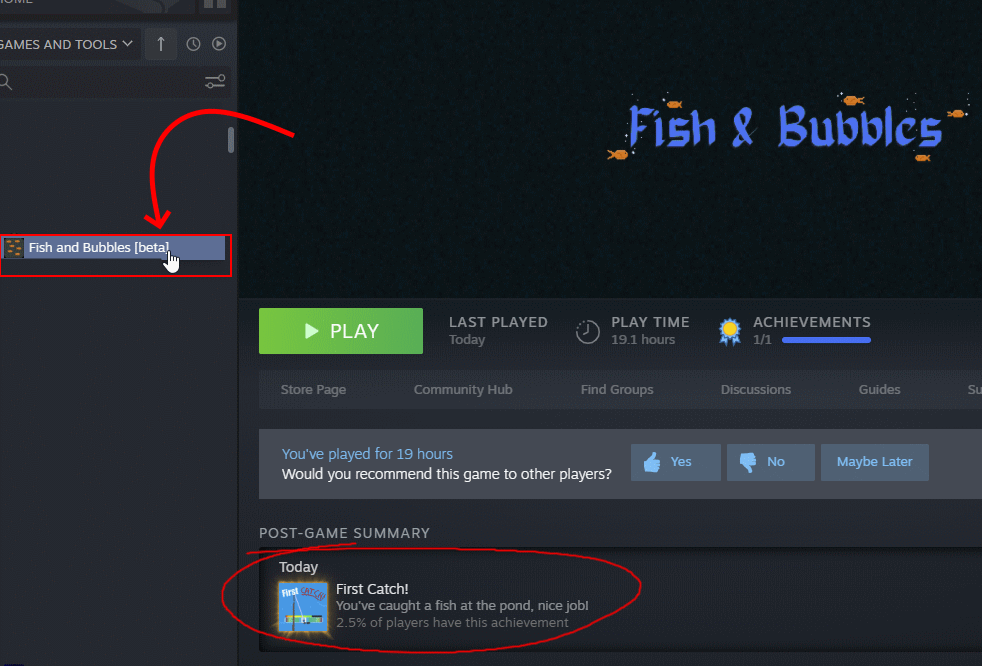 GAMES AND TOOLS
Fish & Bubbles
Fish and Bubbles [beta]
PLAY
LAST PLAYED
Today
PLAY TIME
19.1 hours
ACHIEVEMENTS
1/1
Store Page
Community Hub
Find Groups
Discussions
Guides
Su
You've played for 19 hours
Would you recommend this game to other players?
Yes
No
Maybe Later
POST-GAME SUMMARY
Today
First CATCH!
First Catch!
You've caught a fish at the pond, nice job!
2.5% of players have this achievement